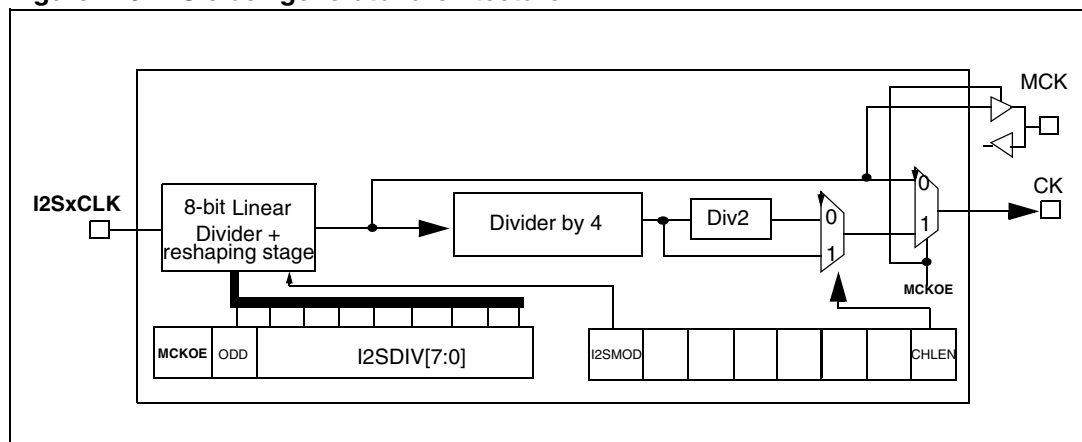 MCK
I2SxCLK
8-bit Linear
Divider +
reshaping stage
Divider by 4
Div2
0
1
0
1
CK
MCKOE
MCKOE
ODD
I2SDIV[7:0]
I2SMOD
CHLEN